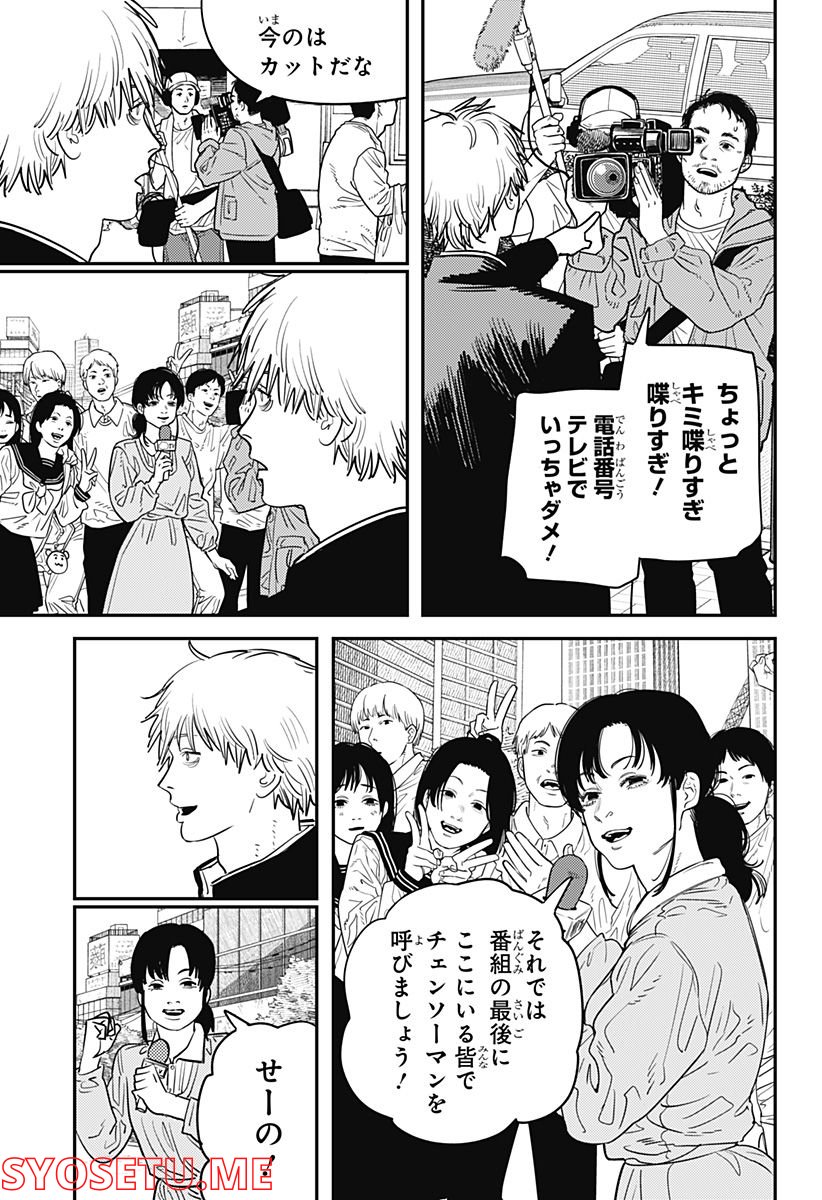 ちょっと
キミ喋りすぎ
喋りすぎ！
電話番号
テレビで
いっちゃダメ！
今のは
カットだな
それでは
番組の最後に
ここにいる皆で
チェンソーマンを
呼びましょう！
せーの！
SYOSETU.ME